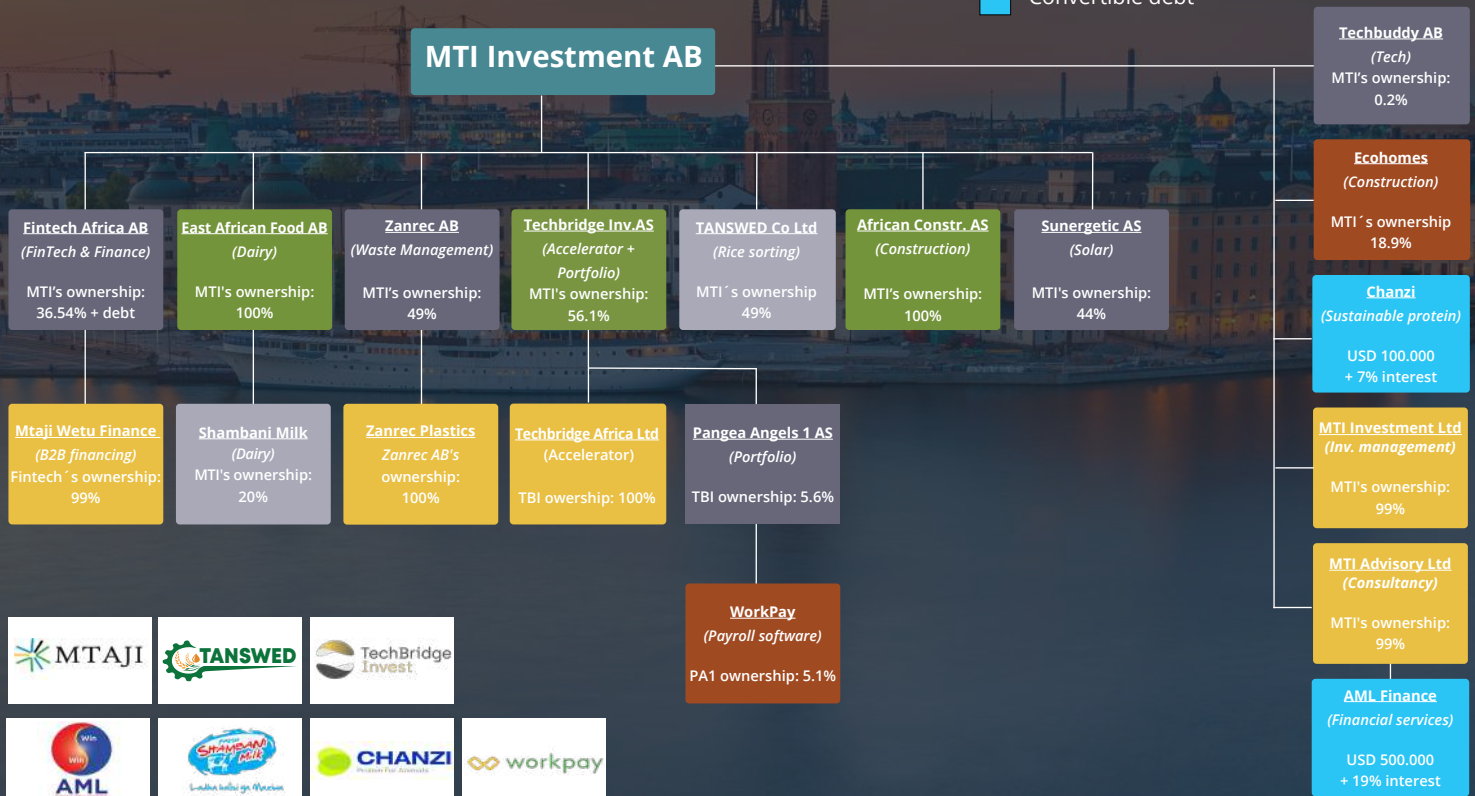 Convertible debt
MTI Investment AB
Techbuddy AB
(Tech)
MTI's ownership:
0.2%
Ecohomes
(Construction)
MTI´s ownership
18.9%
Chanzi
(Sustainable protein)
USD 100.000
+ 7% interest
MTI Investment Ltd
(Inv. management)
MTI's ownership:
99%
MTI Advisory Ltd
(Consultancy)
MTI's ownership:
99%
AML Finance
(Financial services)
USD 500.000
+ 19% interest
Fintech Africa AB
(FinTech & Finance)
MTI's ownership:
36.54% + debt
East African Food AB
(Dairy)
MTI's ownership:
100%
Zanrec AB
(Waste Management)
MTI's ownership:
49%
Techbridge Inv.AS
(Accelerator +
Portfolio)
MTI's ownership:
56.1%
TANSWED Co Ltd
(Rice sorting)
MTI´s ownership
49%
African Constr. AS
(Construction)
MTI's ownership:
100%
Sunergetic AS
(Solar)
MTI's ownership:
44%
Mtaji Wetu Finance
(B2B financing)
Fintech´s ownership:
99%
Shambani Milk
(Dairy)
MTI's ownership:
20%
Zanrec Plastics
Zanrec AB's
ownership:
100%
Techbridge Africa Ltd
(Accelerator)
TBI owership: 100%
Pangea Angels 1 AS
(Portfolio)
TBI ownership: 5.6%
WorkPay
(Payroll software)
PA1 ownership: 5.1%
MTAJI
TANSWED
TechBridge
Invest
Win
Win
AML
SHAMBANI
Milk
CHANZI
Protein For Animals
workpay